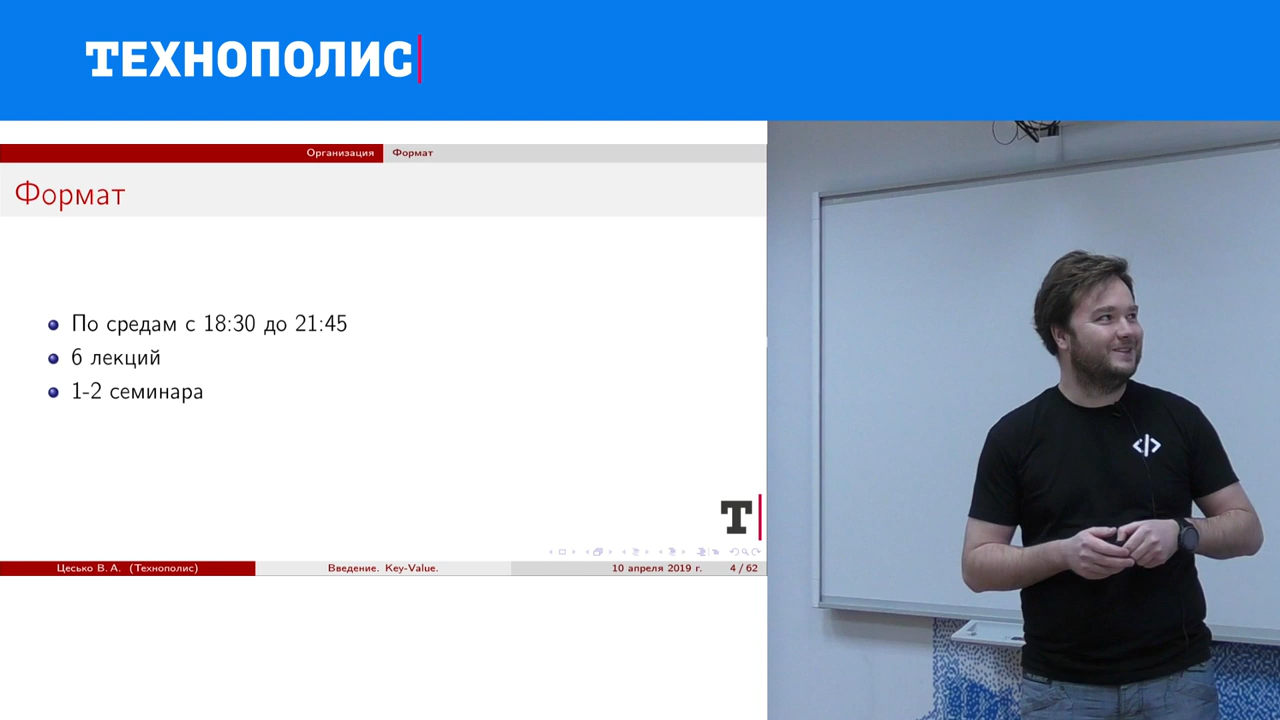 ТЕХНОПОЛИС
Организация Формат
Формат
По средам с 18:30 до 21:45
6 лекций
1-2 семинара
Т
Цесько В. А. (Технополис) Введение. Key-Value. 10 апреля 2019 г. 4 / 62